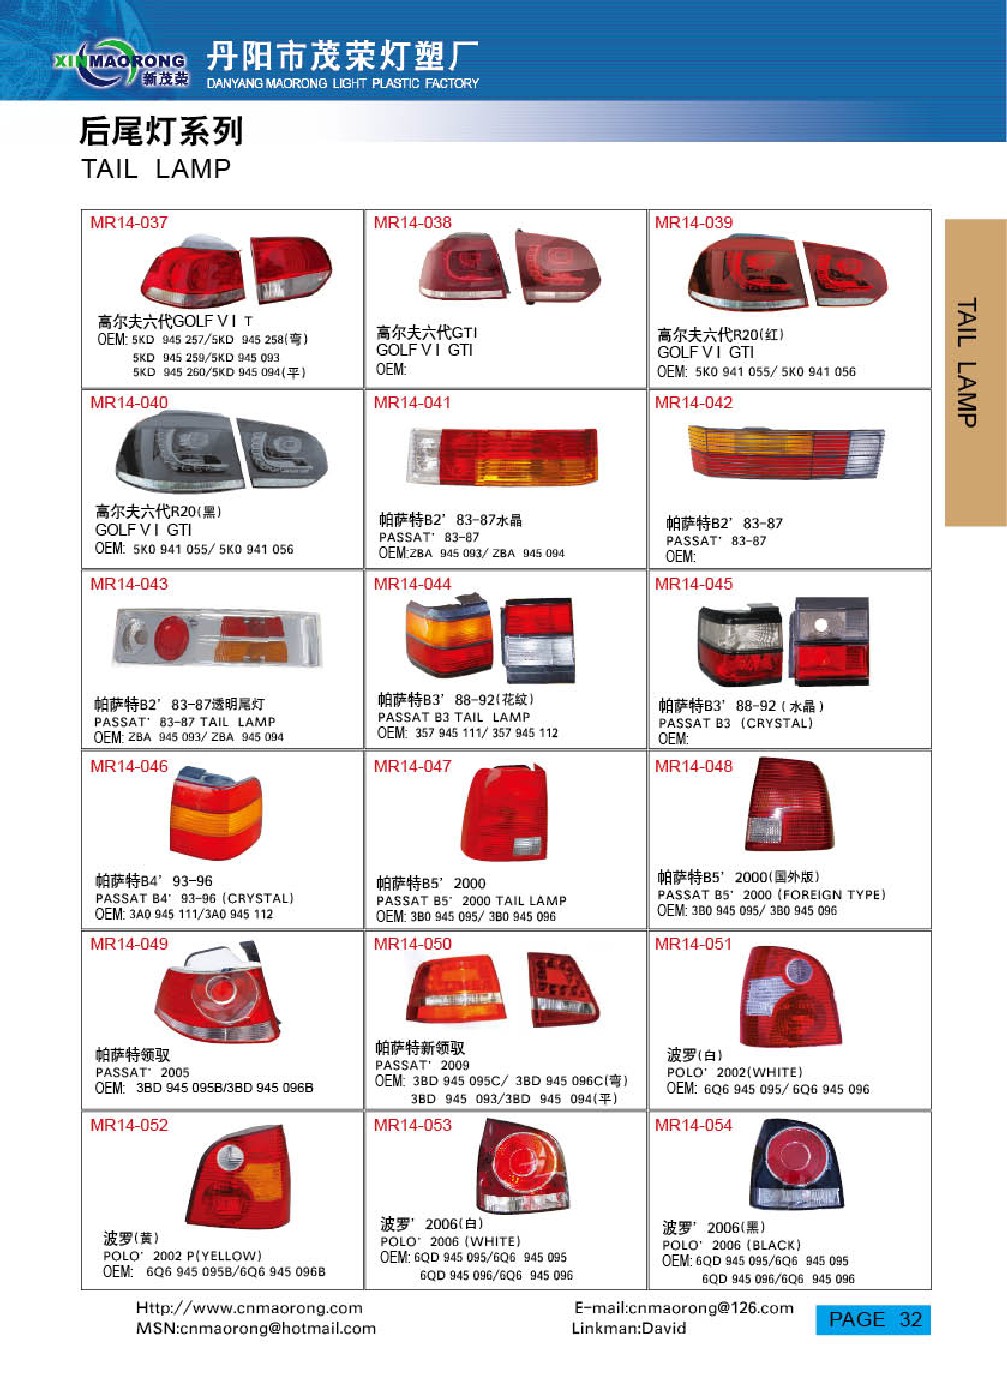 XINMAORONG
新茂荣
丹阳市茂荣灯塑厂
DANYANG MAORONG LIGHT PLASTIC FACTORY
后尾灯系列
TAIL LAMP
MR14-037
高尔夫六代GOLF V I T
OEM: 5KD 945 257/5KD 945 258(弯)
5KD 945 259/5KD 945 093
5KD 945 260/5KD 945 094(平)
MR14-038
高尔夫六代GTI
GOLF V I GTI
OEM:
MR14-039
高尔夫六代R20(红)
GOLF V I GTI
OEM: 5K0 941 055/ 5K0 941 056
MR14-040
高尔夫六代R20(黑)
GOLF V I GTI
OEM: 5K0 941 055/ 5K0 941 056
MR14-041
帕萨特B2' 83-87水晶
PASSAT' 83-87
OEM:ZBA 945 093/ ZBA 945 094
MR14-042
帕萨特B2' 83-87
PASSAT' 83-87
OEM:
MR14-043
帕萨特B2' 83-87透明尾灯
PASSAT' 83-87 TAIL LAMP
OEM: ZBA 945 093/ ZBA 945 094
MR14-044
帕萨特B3' 88-92(花纹)
PASSAT B3 TAIL LAMP
OEM: 357 945 111/ 357 945 112
MR14-045
帕萨特B3' 88-92 ( 水晶 )
PASSAT B3 (CRYSTAL)
OEM:
MR14-046
帕萨特B4' 93-96
PASSAT B4' 93-96 (CRYSTAL)
OEM: 3A0 945 111/3A0 945 112
MR14-047
帕萨特B5' 2000
PASSAT B5' 2000 TAIL LAMP
OEM: 3B0 945 095/ 3B0 945 096
MR14-048
帕萨特B5' 2000(国外版)
PASSAT B5' 2000 (FOREIGN TYPE)
OEM: 3B0 945 095/ 3B0 945 096
MR14-049
帕萨特领驭
PASSAT' 2005
OEM: 3BD 945 095B/3BD 945 096B
MR14-050
帕萨特新领驭
PASSAT' 2009
OEM: 3BD 945 095C/ 3BD 945 096C(弯)
3BD 945 093/3BD 945 094(平)
MR14-051
波罗(白)
POLO' 2002(WHITE)
OEM: 6Q6 945 095/ 6Q6 945 096
MR14-052
波罗(黄)
POLO' 2002 P(YELLOW)
OEM: 6Q6 945 095B/6Q6 945 096B
MR14-053
波罗' 2006(白)
POLO' 2006 (WHITE)
OEM: 6QD 945 095/6Q6 945 095
6QD 945 096/6Q6 945 096
MR14-054
波罗' 2006(黑)
POLO' 2006 (BLACK)
OEM: 6QD 945 095/6Q6 945 095
6QD 945 096/6Q6 945 096
TAIL LAMP
Http://www.cnmaorong.com
E-mail:cnmaorong@126.com
MSN:cnmaorong@hotmail.com
Linkman:David
PAGE 32